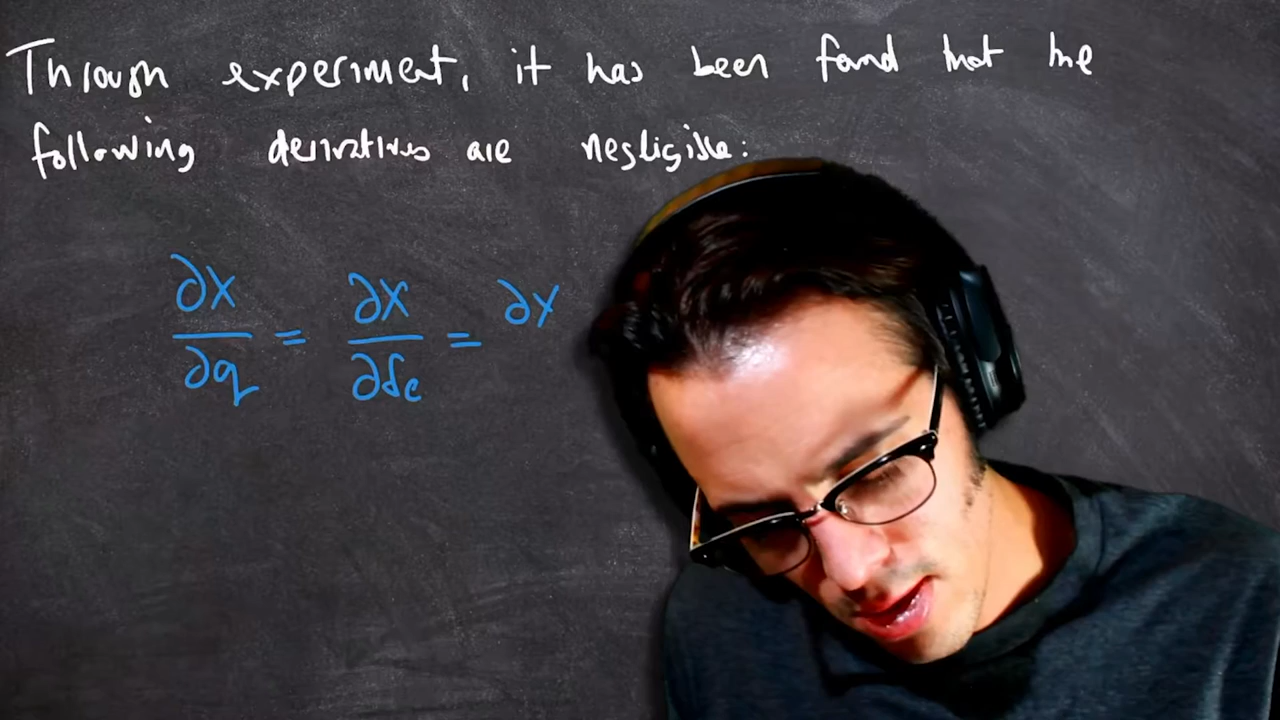 Through experiment, it has been found that the
following derivatives are negligible:
∂X/∂q = ∂X/∂δe = ∂Y